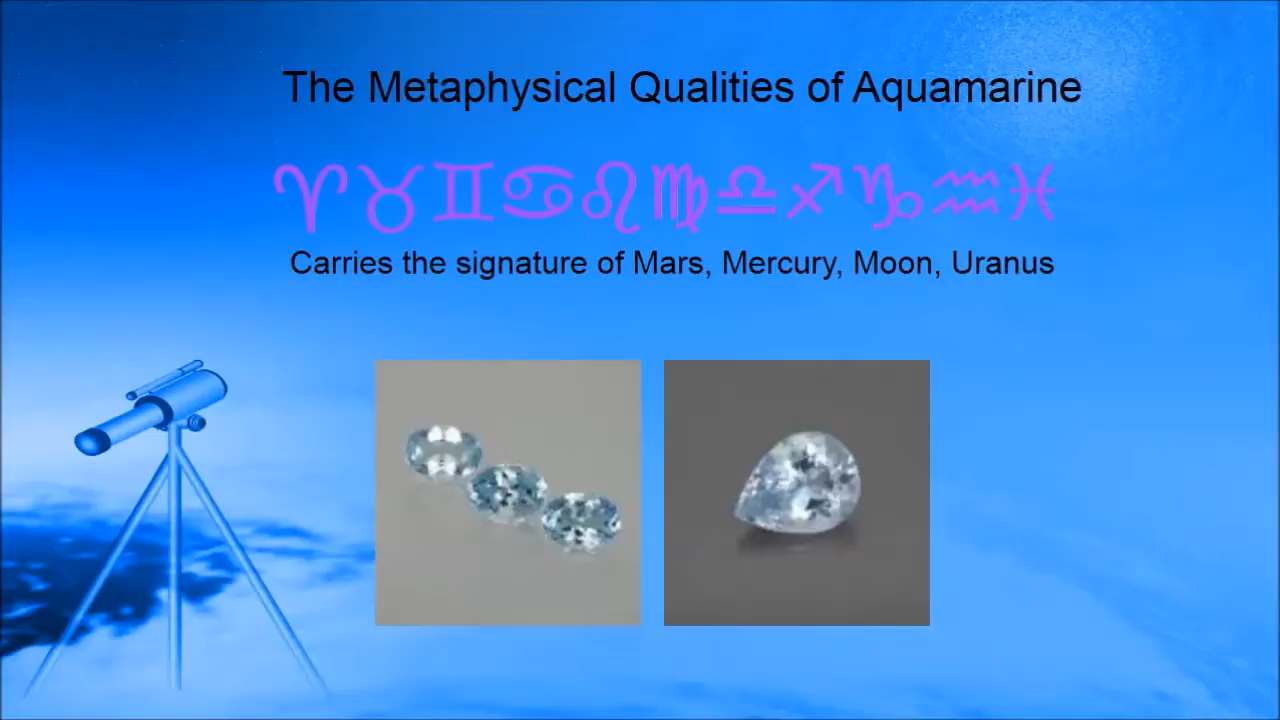 The Metaphysical Qualities of Aquamarine
♈♉♊♋♌♍♎♐♑♒♓
Carries the signature of Mars, Mercury, Moon, Uranus